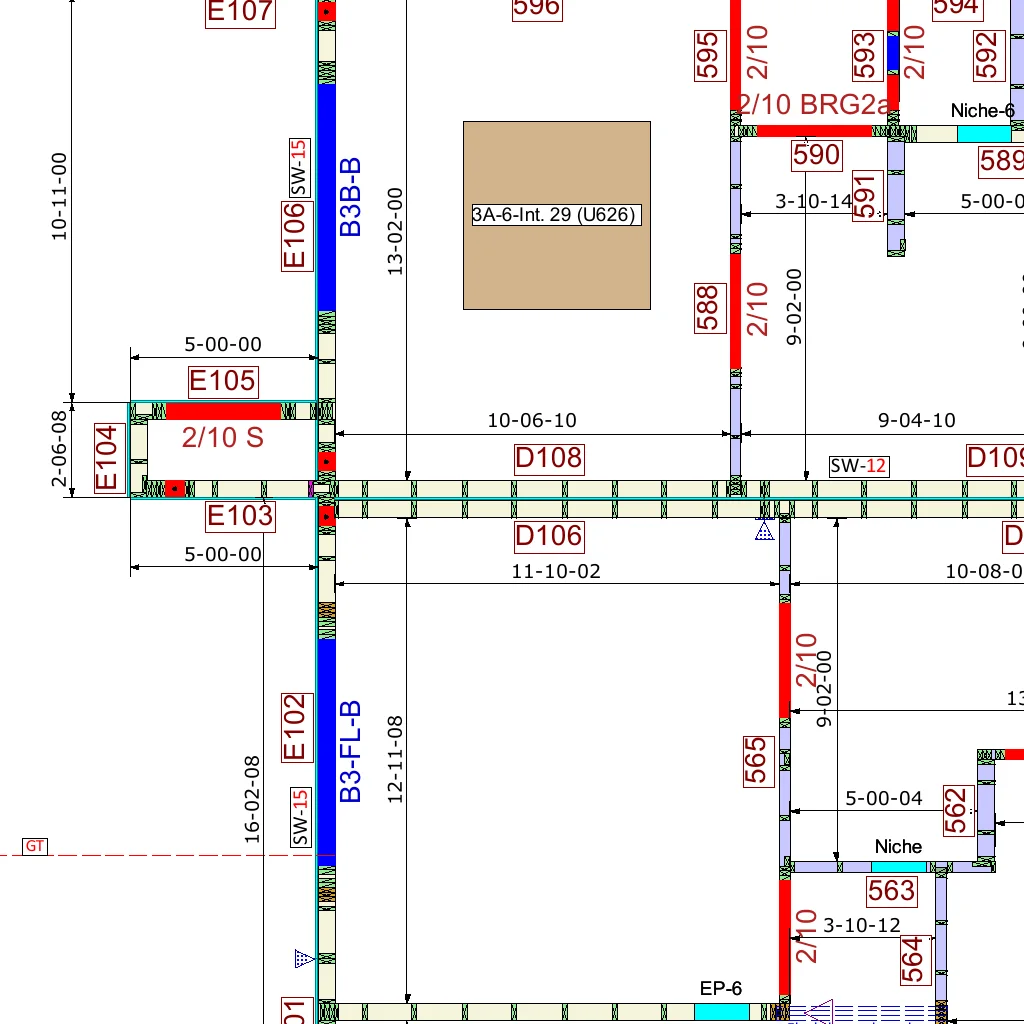 E107
596
595
2/10
593
2/10
594
592
2/10 BRG2a
Niche-6
590
589
10-11-00
SW-15
E106
B3B-B
13-02-00
3A-6-Int. 29 (U626)
591
3-10-14
5-00-0
588
2/10
9-02-00
5-00-00
E105
2/10 S
2-06-08
E104
10-06-10
9-04-10
D108
SW-12
D109
E103
D106
D
5-00-00
11-10-02
10-08-0
2/10
9-02-00
E102
B3-FL-B
SW-15
12-11-08
16-02-08
565
13
5-00-04
562
GT
Niche
563
3-10-12
2/10
564
EP-6
01